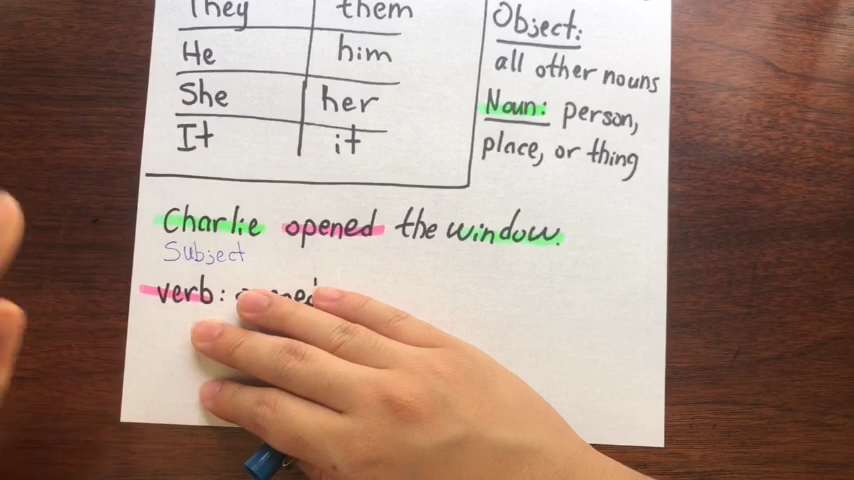 They them
He him
She her
It it
Object:
all other nouns
Noun: person,
place, or thing
Charlie opened the window.
Subject
verb: